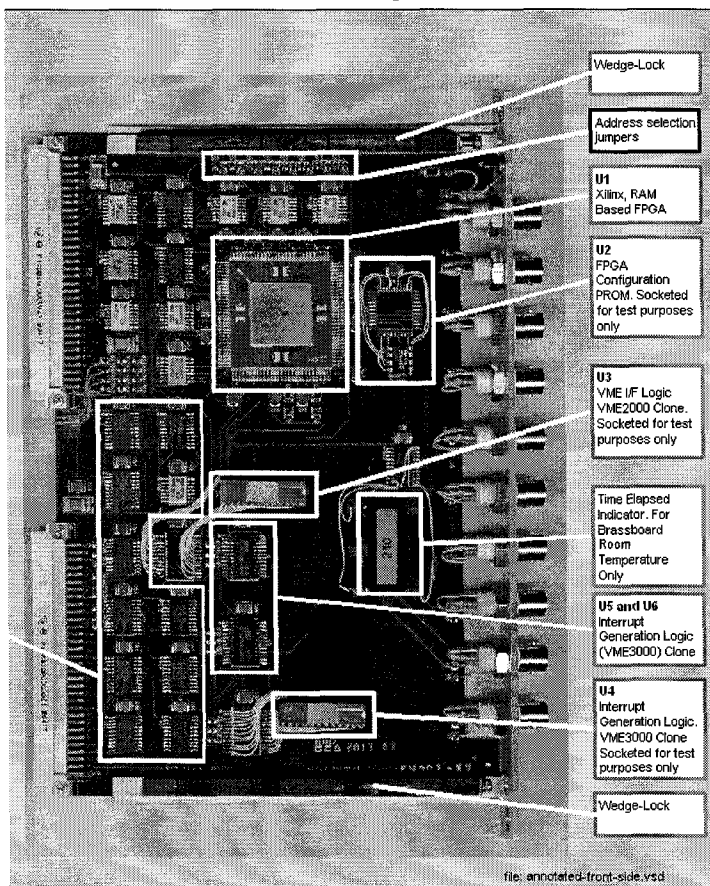 Wedge-Lock
Address selection
jumpers
U1
Xilinx, RAM
Based FPGA
U2
FPGA
Configuration
PROM. Socketed
for test purposes
only
U3
VME I/F Logic
VME2000 Clone.
Socketed for test
purposes only
Time Elapsed
Indicator. For
Brassboard
Room
Temperature
Only
U5 and U6
Interrupt
Generation Logic
(VME3000) Clone
U4
Interrupt
Generation Logic.
VME3000 Clone
Socketed for test
purposes only
Wedge-Lock
file: annotated-front-side.vsd